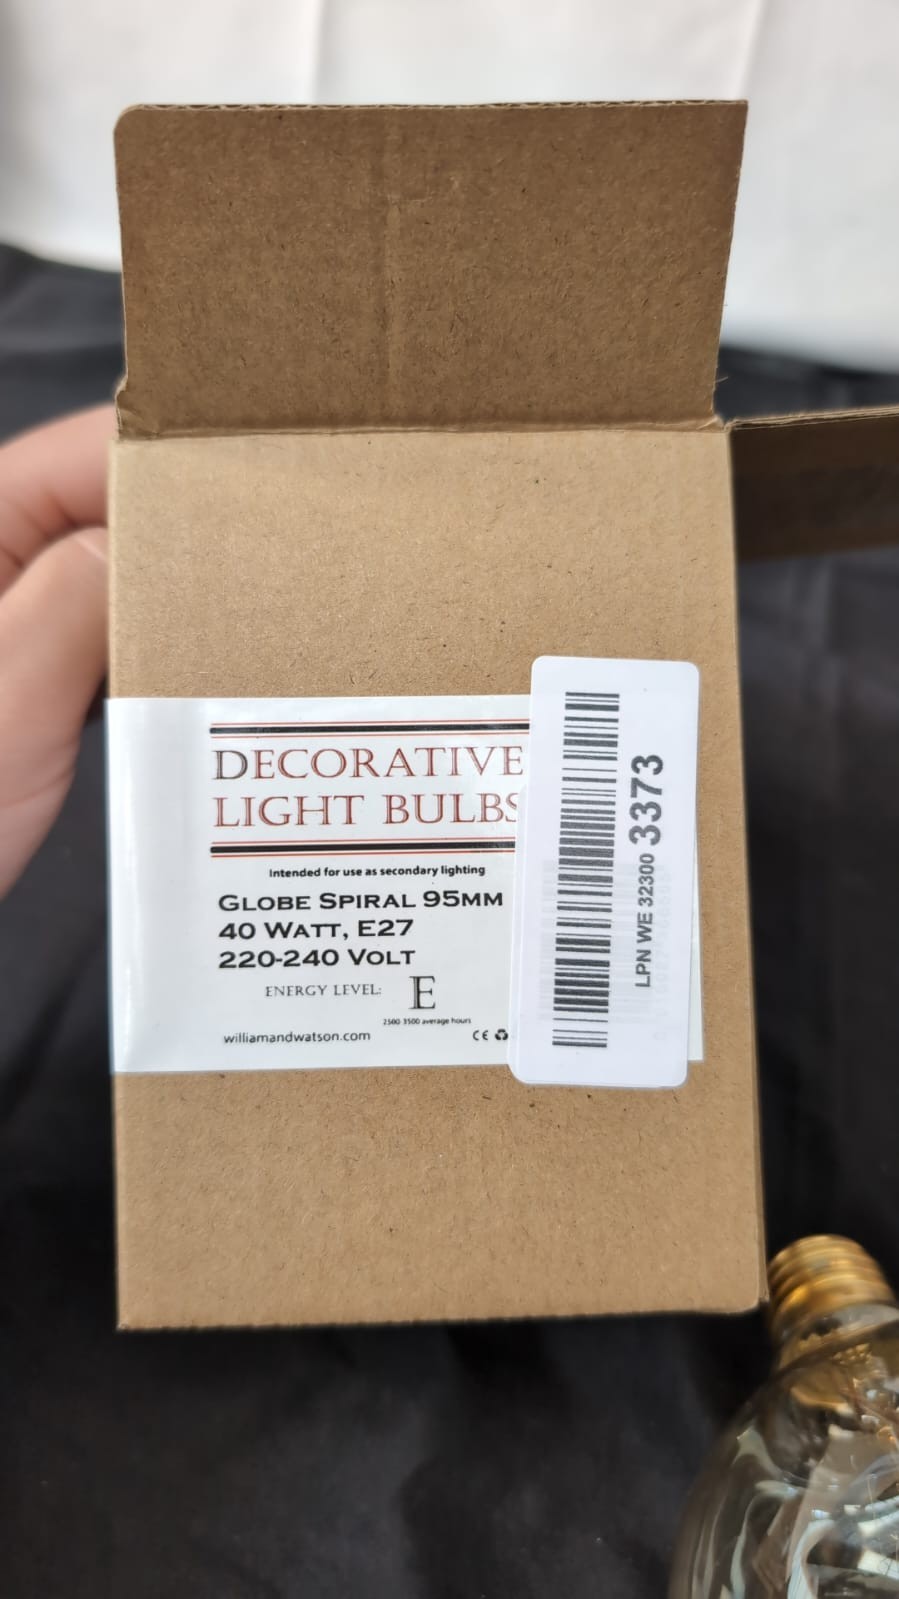 DECORATIVE
LIGHT BULBS
Intended for use as secondary lighting
GLOBE SPIRAL 95MM
40 WATT, E27
220-240 VOLT
ENERGY LEVEL: E
2500 3500 average hours
williamandwatson.com
CE
LPN WE 32300 3373